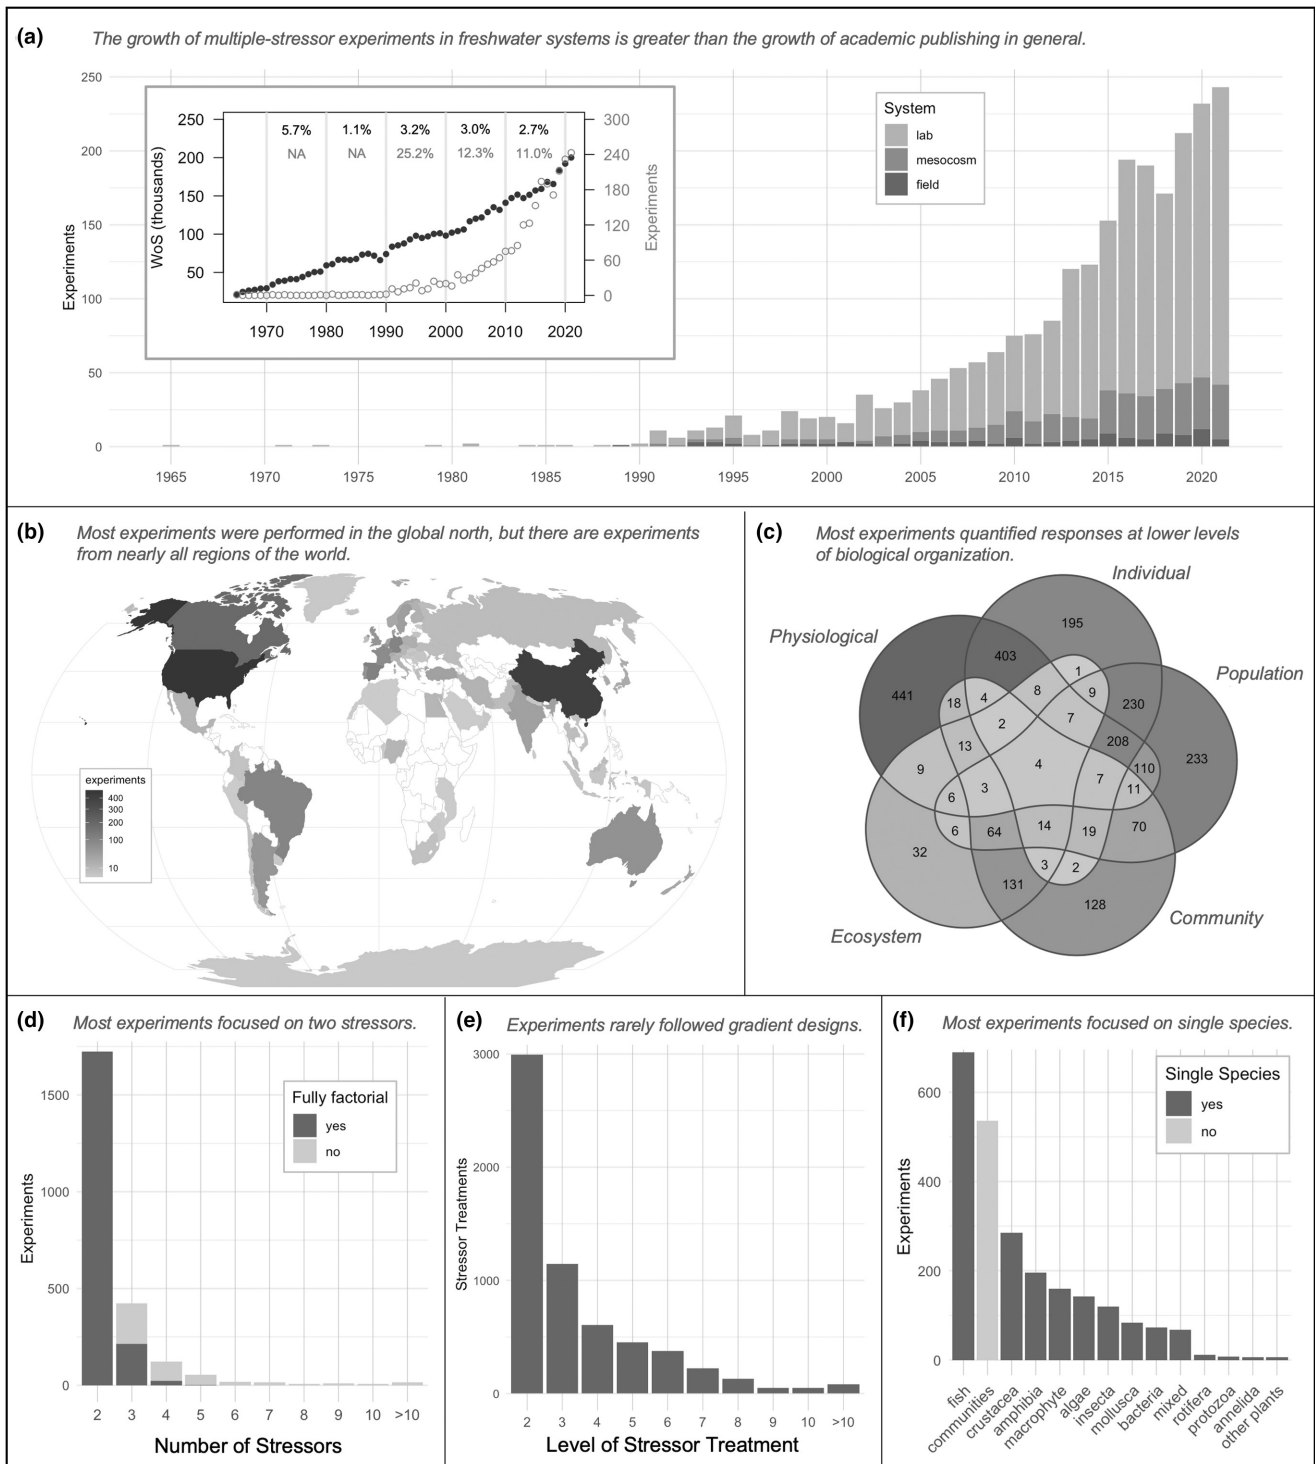 (a)
The growth of multiple-stressor experiments in freshwater systems is greater than the growth of academic publishing in general.
Experiments
250
200
150
100
50
0
1965
1970
1975
1980
1985
1990
1995
2000
2005
2010
2015
2020
WoS (thousands)
250
200
150
100
50
5.7%
1.1%
3.2%
3.0%
2.7%
NA
NA
25.2%
12.3%
11.0%
300
240
180
120
60
0
Experiments
1970
1980
1990
2000
2010
2020
System
lab
mesocosm
field
(b)
Most experiments were performed in the global north, but there are experiments
from nearly all regions of the world.
experiments
400
300
200
100
10
(c)
Most experiments quantified responses at lower levels
of biological organization.
Individual
Physiological
Population
Ecosystem
Community
195
403
1
441
18
4
8
9
230
2
7
208
13
233
9
4
110
7
11
3
6
6
64
14
19
70
32
3
2
131
128
(d)
Most experiments focused on two stressors.
Experiments
1500
1000
500
0
Fully factorial
yes
no
2
3
4
5
6
7
8
9
10
>10
Number of Stressors
(e)
Experiments rarely followed gradient designs.
Stressor Treatments
3000
2000
1000
0
2
3
4
5
6
7
8
9
10
>10
Level of Stressor Treatment
(f)
Most experiments focused on single species.
Experiments
600
400
200
0
Single Species
yes
no
fish
communities
crustacea
amphibia
macrophyte
algae
insecta
mollusca
bacteria
mixed
rotifera
protozoa
annelida
other plants